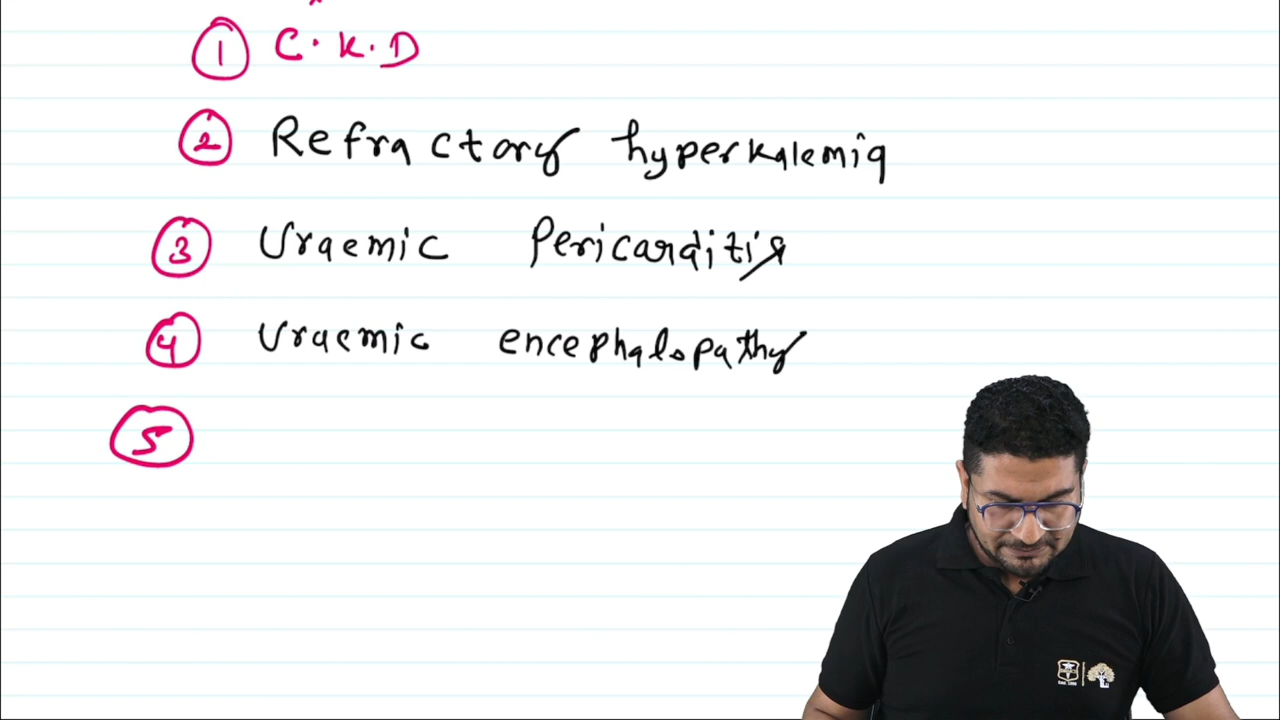 1 C.K.D
2 Refractory hyperkalemia
3 Uraemic Pericarditis
4 Uraemic encephalopathy
5